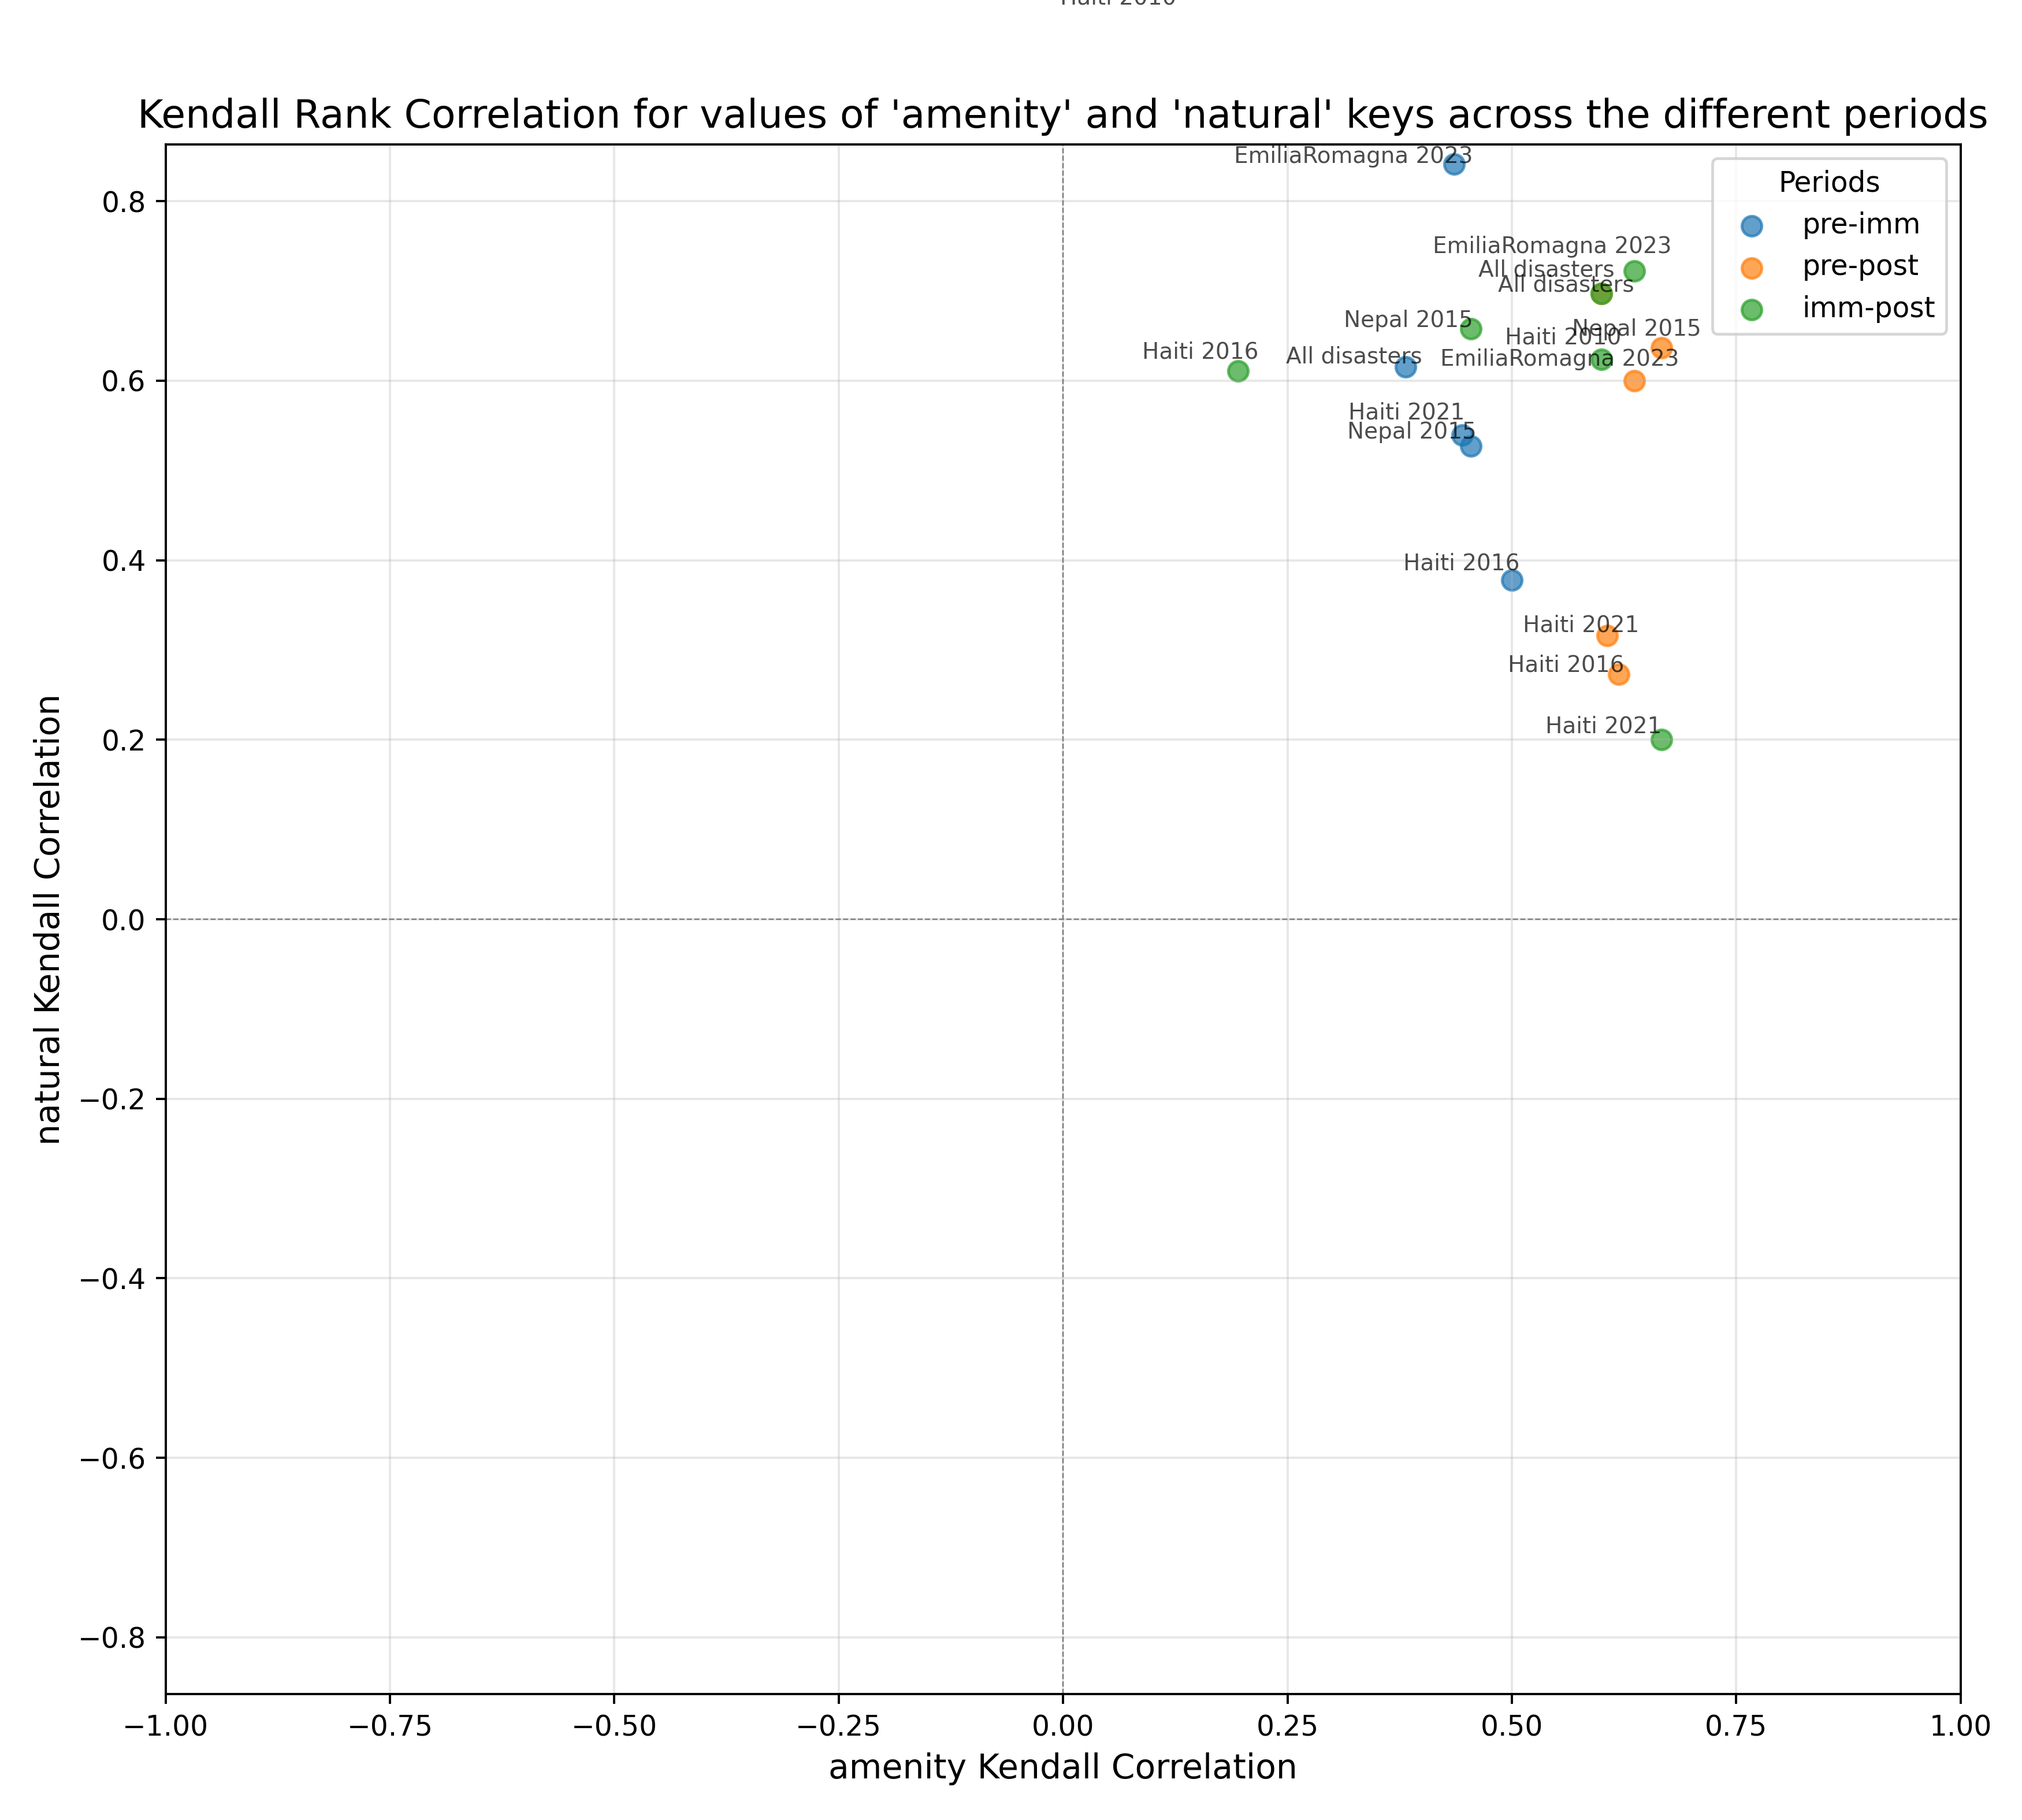 Haiti 2010
Kendall Rank Correlation for values of 'amenity' and 'natural' keys across the different periods
EmiliaRomagna 2023
Periods
pre-imm
pre-post
imm-post
EmiliaRomagna 2023
All disasters
All disasters
Nepal 2015
Nepal 2015
Haiti 2010
Haiti 2016
All disasters
EmiliaRomagna 2023
Haiti 2021
Nepal 2015
Haiti 2016
Haiti 2021
Haiti 2016
Haiti 2021
natural Kendall Correlation
0.8
0.6
0.4
0.2
0.0
−0.2
−0.4
−0.6
−0.8
−1.00
−0.75
−0.50
−0.25
0.00
0.25
0.50
0.75
1.00
amenity Kendall Correlation